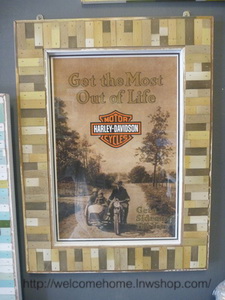 Get the Most
Out of Life
MOTOR
HARLEY-DAVIDSON
CYCLES
http://welcomehome.lnwshop.com/